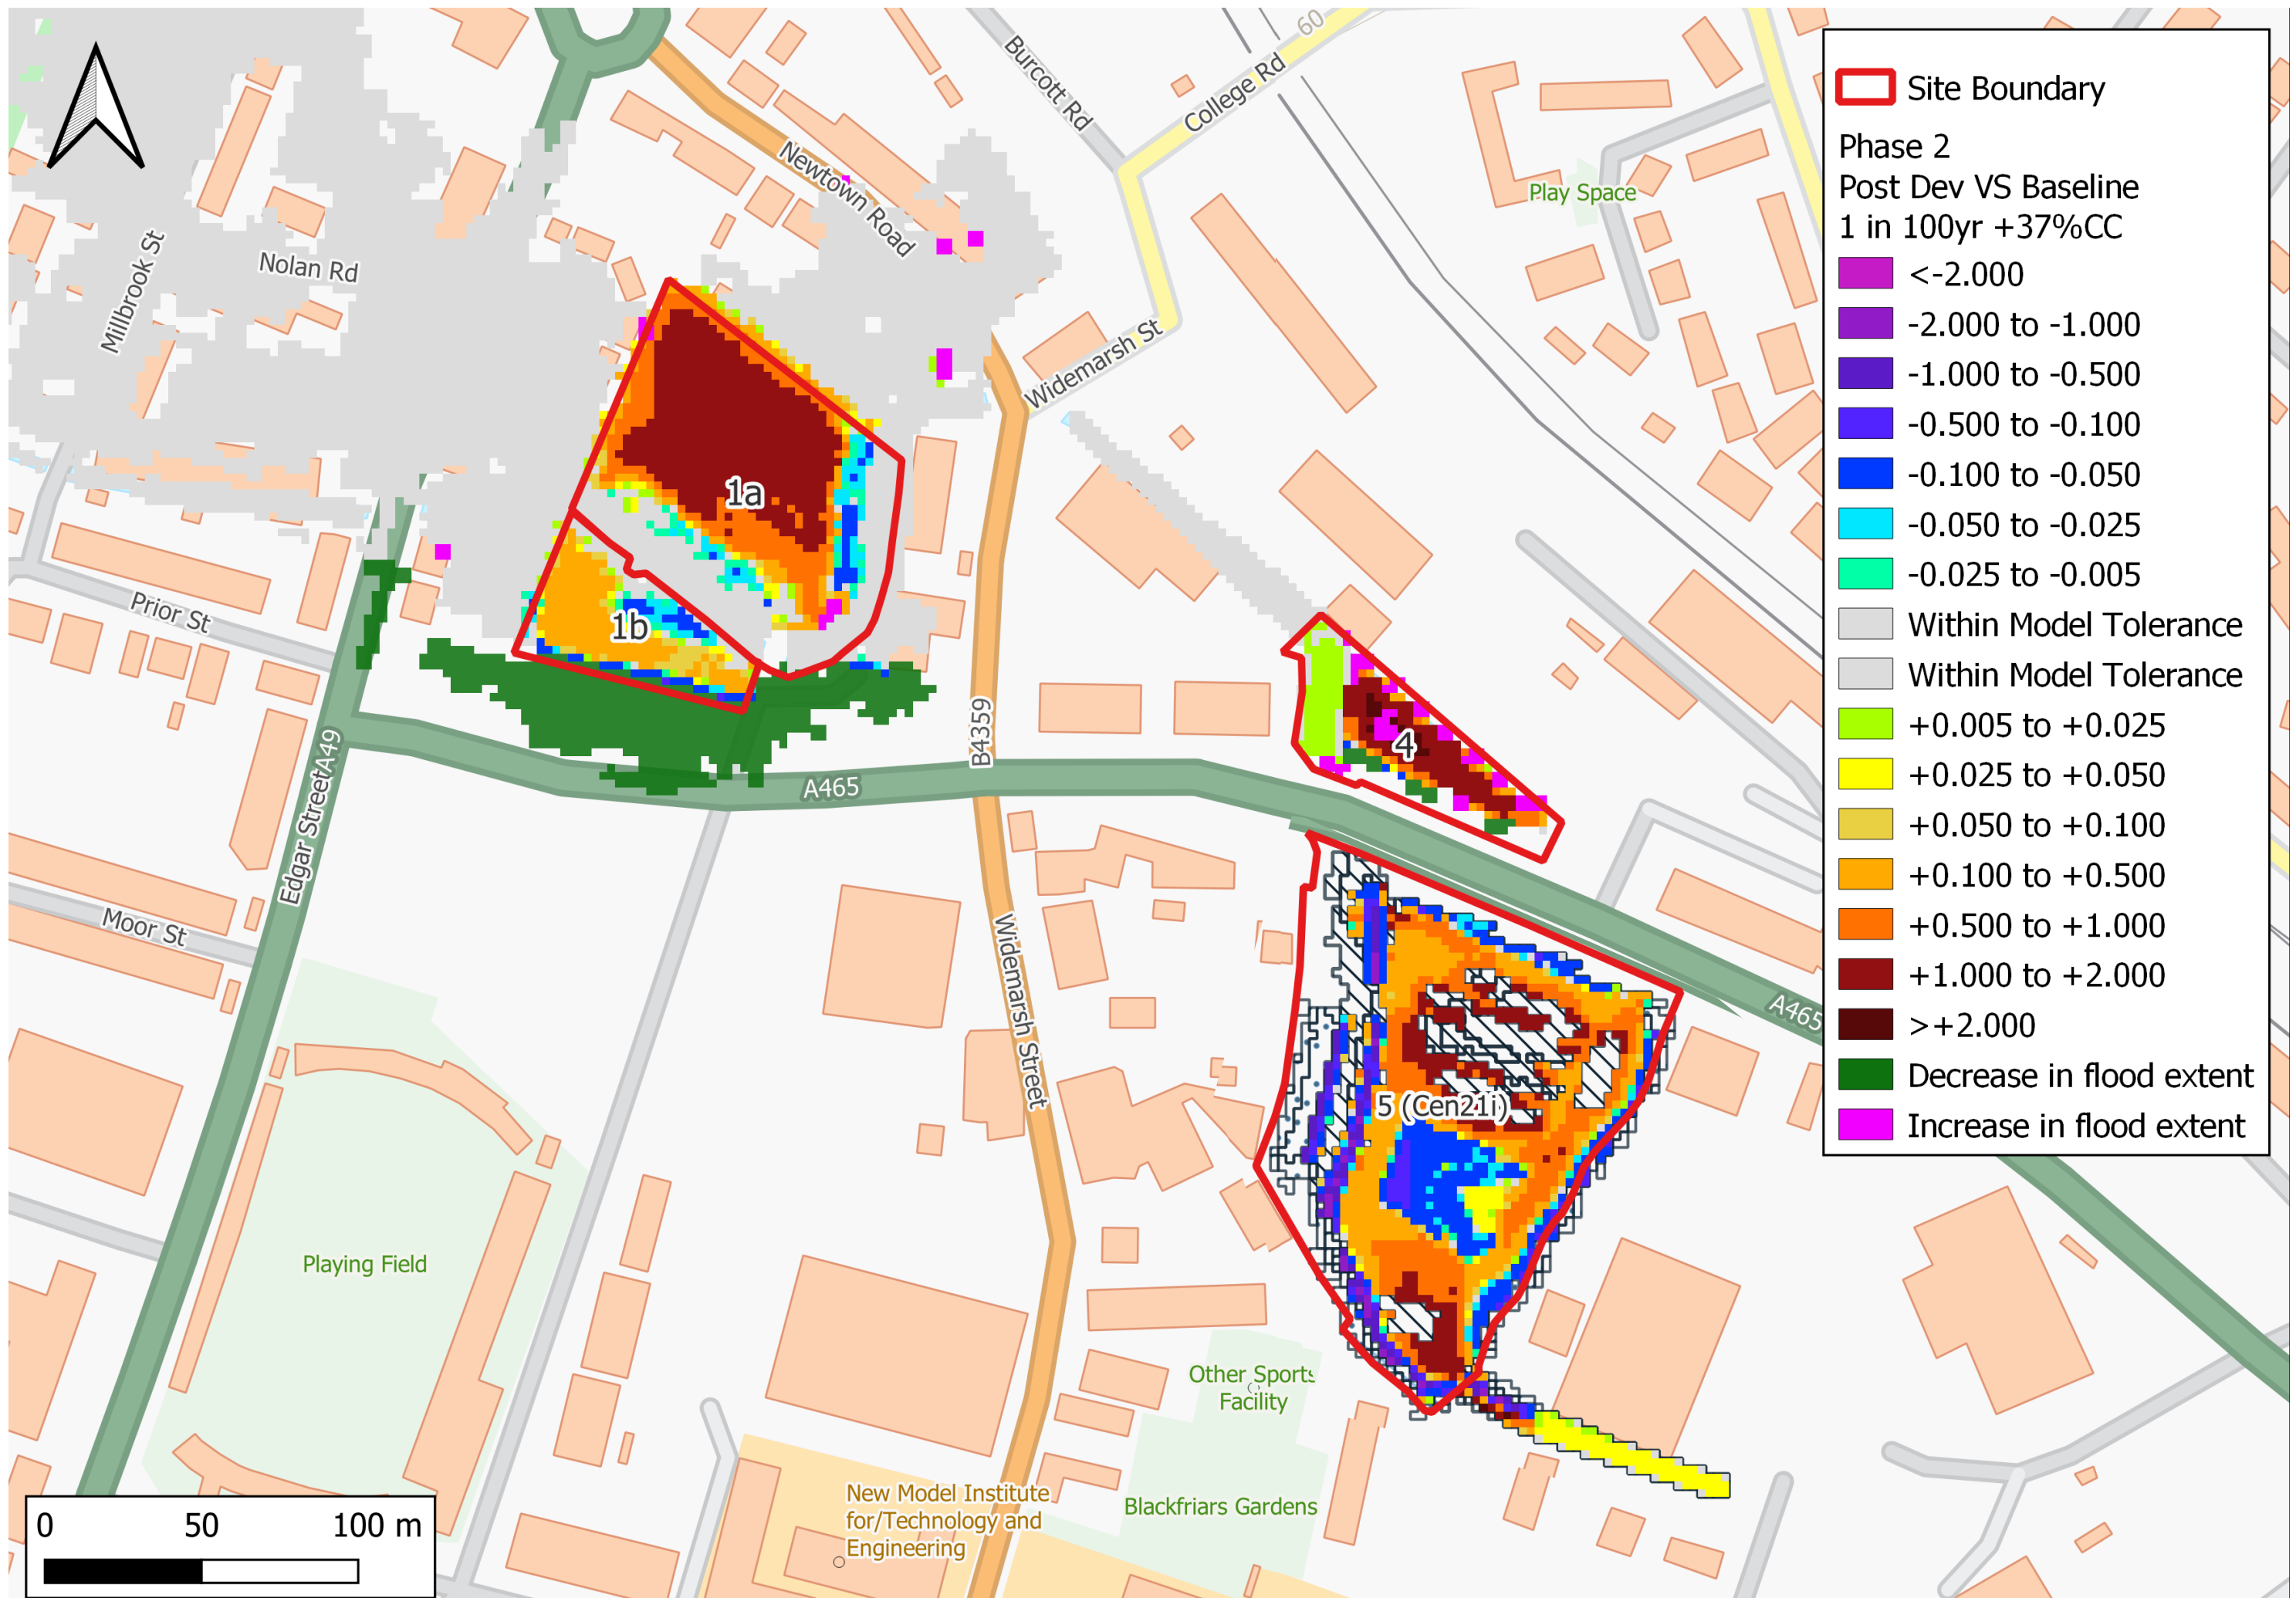 Burcott Rd
College Rd
60
Newtown Road
Millbrook St
Nolan Rd
Play Space
Widemarsh St
1a
1b
Prior St
A49
Edgar Street
A465
B4359
4
Moor St
Widemarsh Street
A465
5 (Cen21i)
Playing Field
Other Sports
Facility
Blackfriars Gardens
New Model Institute
for/Technology and
Engineering
0 50 100 m
Site Boundary
Phase 2
Post Dev VS Baseline
1 in 100yr +37%CC
<-2.000
-2.000 to -1.000
-1.000 to -0.500
-0.500 to -0.100
-0.100 to -0.050
-0.050 to -0.025
-0.025 to -0.005
Within Model Tolerance
Within Model Tolerance
+0.005 to +0.025
+0.025 to +0.050
+0.050 to +0.100
+0.100 to +0.500
+0.500 to +1.000
+1.000 to +2.000
>+2.000
Decrease in flood extent
Increase in flood extent